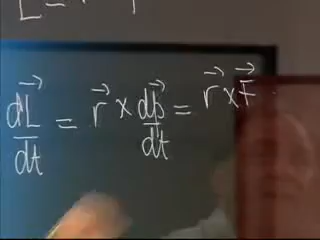 L =
dL⃗/dt = r⃗ × dp⃗/dt = r⃗ × F⃗